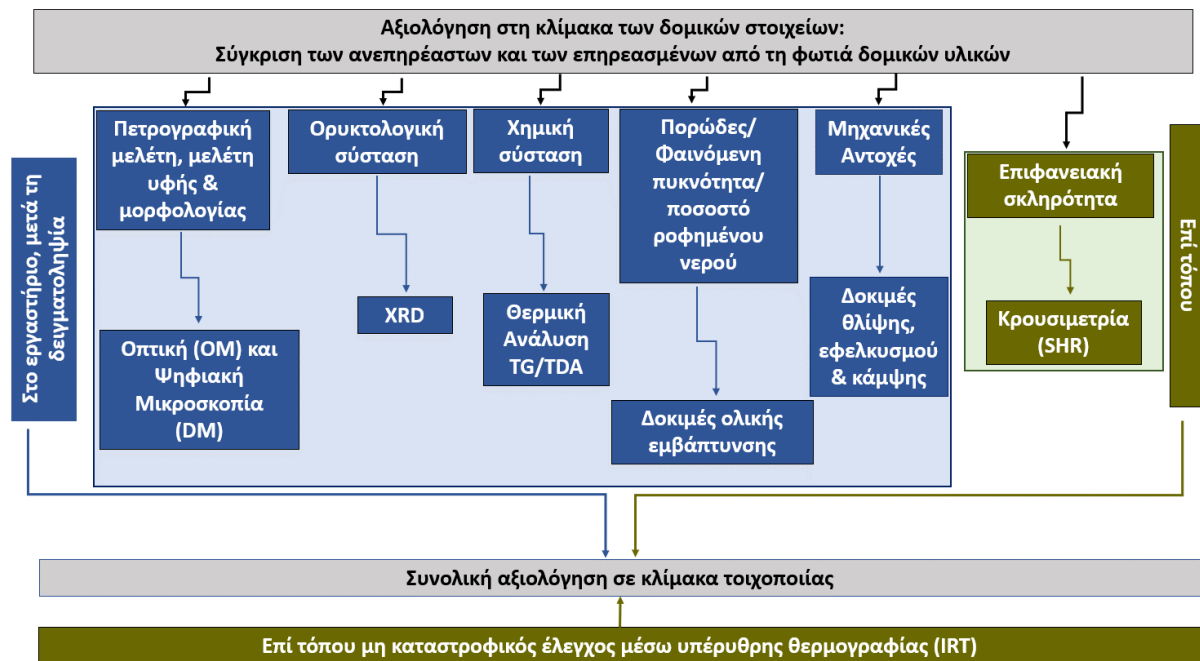 Αξιολόγηση στη κλίμακα των δομικών στοιχείων:
Σύγκριση των ανεπηρέαστων και των επηρεασμένων από τη φωτιά δομικών υλικών
Στο εργαστήριο, μετά τη
δειγματοληψία
Πετρογραφική
μελέτη, μελέτη
υφής &
μορφολογίας
Οπτική (OM) και
Ψηφιακή
Μικροσκοπία
(DM)
Ορυκτολογική
σύσταση
XRD
Χημική
σύσταση
Θερμική
Ανάλυση
TG/TDA
Πορώδες/
Φαινόμενη
πυκνότητα/
ποσοστό
ροφημένου
νερού
Δοκιμές ολικής
εμβάπτυνσης
Μηχανικές
Αντοχές
Δοκιμές
θλίψης,
εφελκυσμού
& κάμψης
Επιφανειακή
σκληρότητα
Κρουσιμετρία
(SHR)
Επί τόπου
Συνολική αξιολόγηση σε κλίμακα τοιχοποιίας
Επί τόπου μη καταστροφικός έλεγχος μέσω υπέρυθρης θερμογραφίας (IRT)